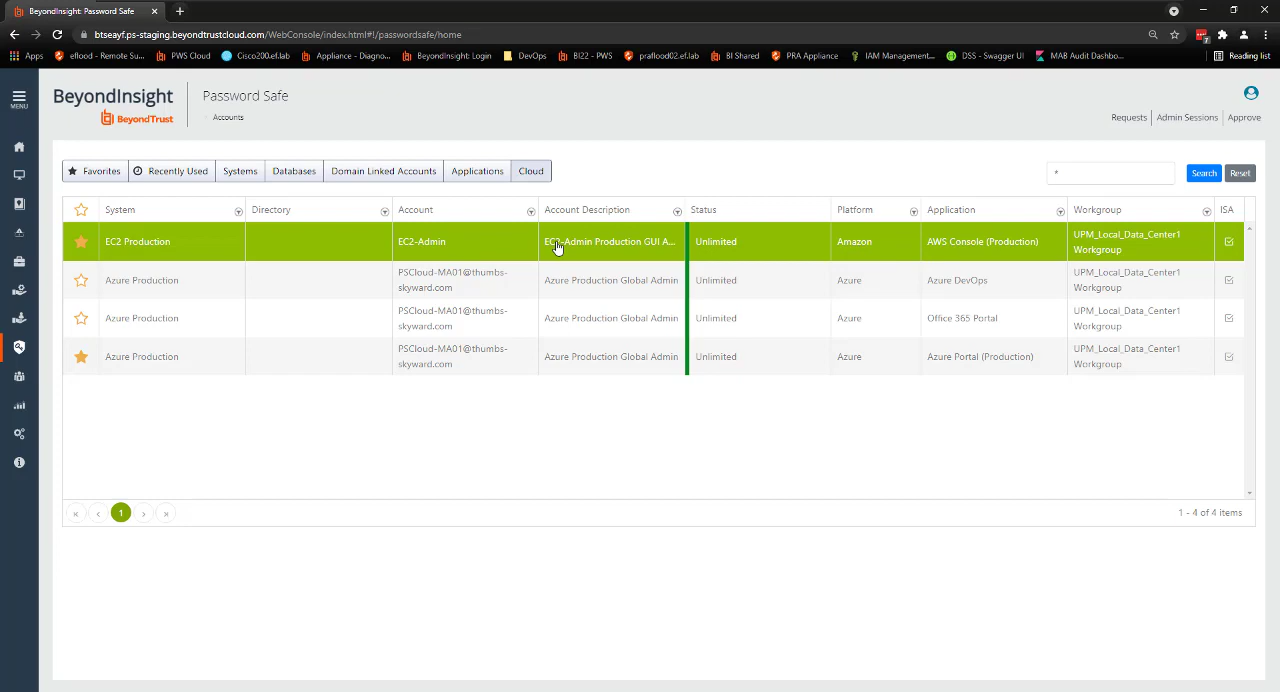 BeyondInsight: Password Safe
btseayf.ps-staging.beyondtrustcloud.com/WebConsole/index.html#!/passwordsafe/home
Apps eflood - Remote Su... PWS Cloud Cisco200.ef.lab Appliance - Diagno... BeyondInsight: Login DevOps BI22 - PWS praflood02.ef.lab BI Shared PRA Appliance IAM Management... DSS - Swagger UI MAB Audit Dashbo... Reading list
MENU
BeyondInsight
BeyondTrust
Password Safe
Accounts
Requests Admin Sessions Approve
Favorites Recently Used Systems Databases Domain Linked Accounts Applications Cloud
* Search Reset
System Directory Account Account Description Status Platform Application Workgroup ISA
EC2 Production EC2-Admin EC2-Admin Production GUI A... Unlimited Amazon AWS Console (Production) UPM_Local_Data_Center1
Workgroup
Azure Production PSCloud-MA01@thumbs- Azure Production Global Admin Unlimited Azure Azure DevOps UPM_Local_Data_Center1
skyward.com Workgroup
Azure Production PSCloud-MA01@thumbs- Azure Production Global Admin Unlimited Azure Office 365 Portal UPM_Local_Data_Center1
skyward.com Workgroup
Azure Production PSCloud-MA01@thumbs- Azure Production Global Admin Unlimited Azure Azure Portal (Production) UPM_Local_Data_Center1
skyward.com Workgroup
« ‹ 1 › » 1 - 4 of 4 items